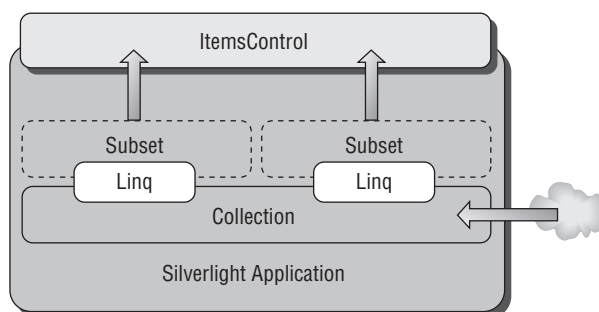 ItemsControl
Subset
Subset
Linq
Linq
Collection
Silverlight Application